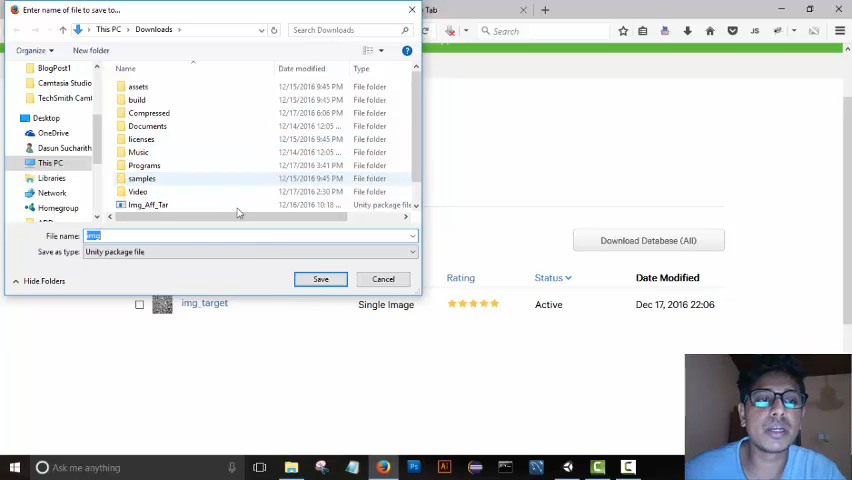 Enter name of file to save to...
Tab
This PC > Downloads >
Search Downloads
Search
Organize
New folder
BlogPost1
Camtasia Studio
TechSmith Camt
Desktop
OneDrive
Dasun Sucharith
This PC
Libraries
Network
Homegroup
Name
Date modified
Type
assets 12/15/2016 9:45 PM File folder
build 12/15/2016 9:45 PM File folder
Compressed 12/17/2016 6:06 PM File folder
Documents 12/14/2016 12:05 ... File folder
licenses 12/15/2016 9:45 PM File folder
Music 12/14/2016 12:05 ... File folder
Programs 12/17/2016 3:41 PM File folder
samples 12/15/2016 9:45 PM File folder
Video 12/17/2016 2:30 PM File folder
Img_Aff_Tar 12/16/2016 10:18 ... Unity package file
File name: img
Save as type: Unity package file
Hide Folders
Save
Cancel
Download Database (All)
Rating
Status
Date Modified
img_target
Single Image
Active
Dec 17, 2016 22:06
Ask me anything